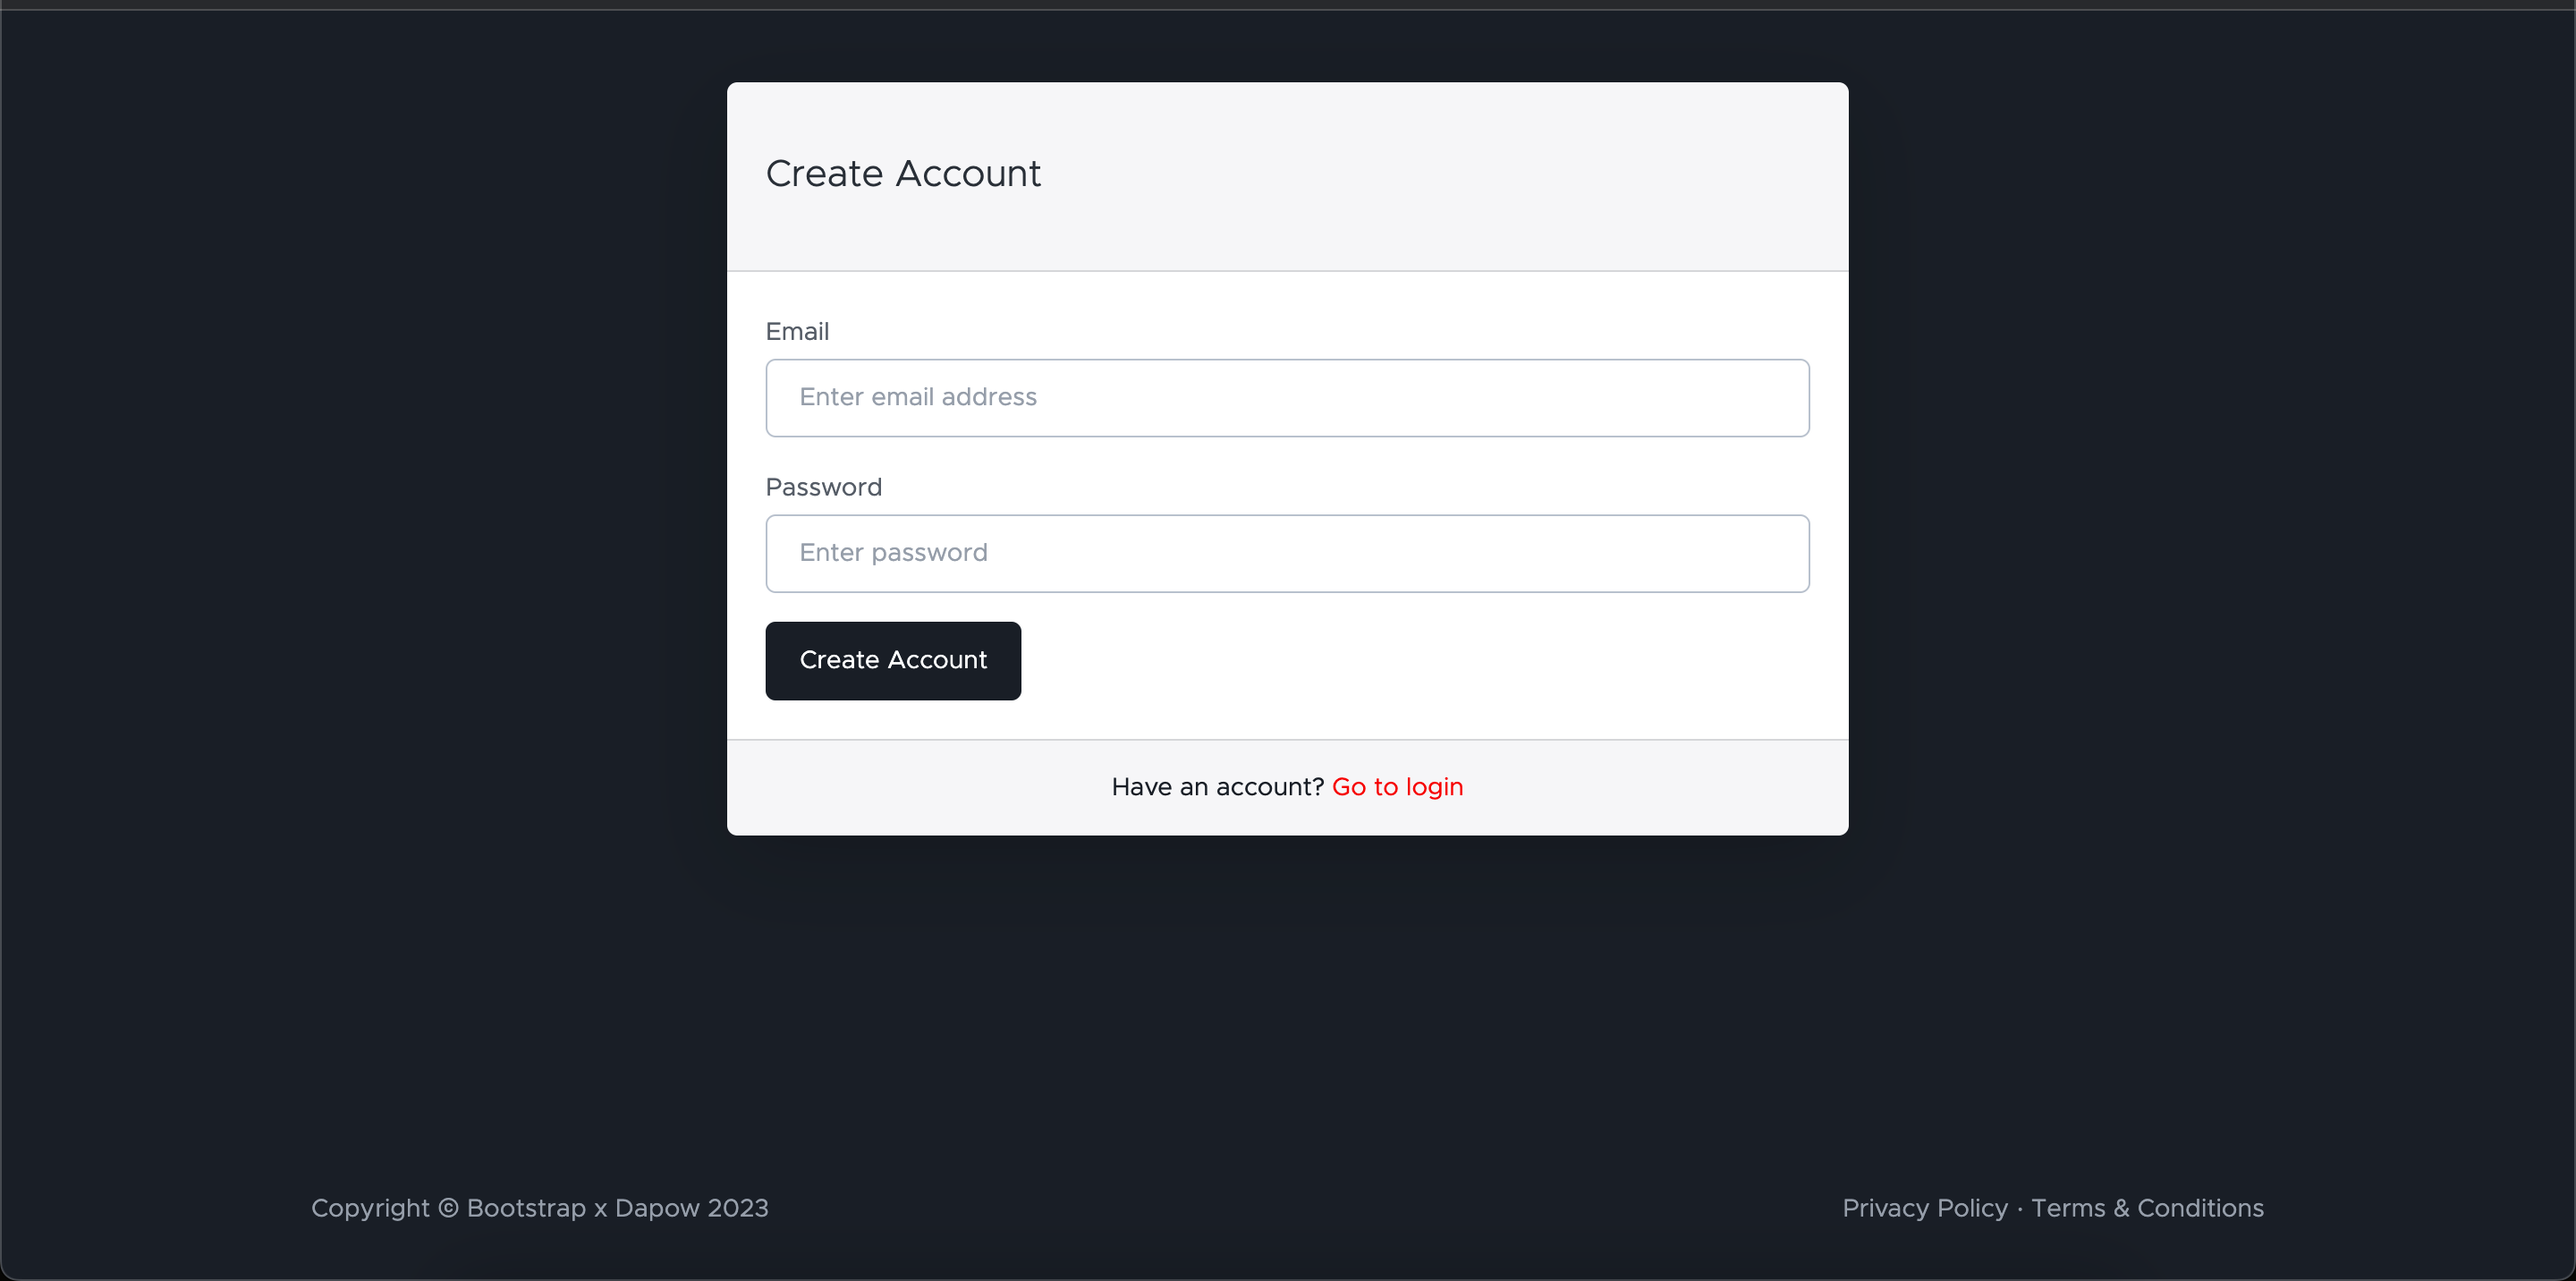 Create Account
Email
Enter email address
Password
Enter password
Create Account
Have an account? Go to login
Copyright © Bootstrap x Dapow 2023
Privacy Policy · Terms & Conditions